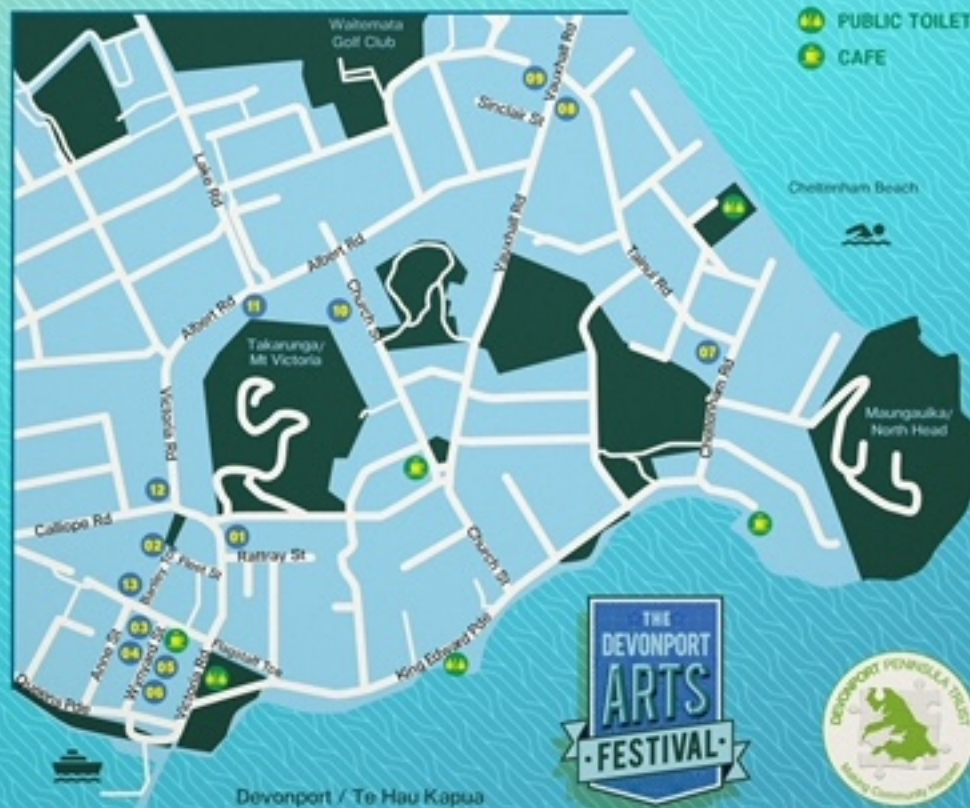 PUBLIC TOILET
CAFE
Waitemata
Golf Club
Vauxhall Rd
09
08
Sinclair St
Cheltenham Beach
Lake Rd
Albert Rd
Vauxhall Rd
Tainui Rd
Albert Rd
11
10
Church St
Takarunga/
Mt Victoria
07
Cheltenham Rd
Maungauika/
North Head
Victoria Rd
12
Calliope Rd
02
01
Rattray St
Fleet St
Church St
13
03
04
05
06
Anne St
Wynyard St
Victoria Rd
Flagstaff Tce
Queens Pde
King Edward Pde
THE
DEVONPORT
ARTS
FESTIVAL
DEVONPORT PENINSULA TRUST
Making Community Happen
Devonport / Te Hau Kapua